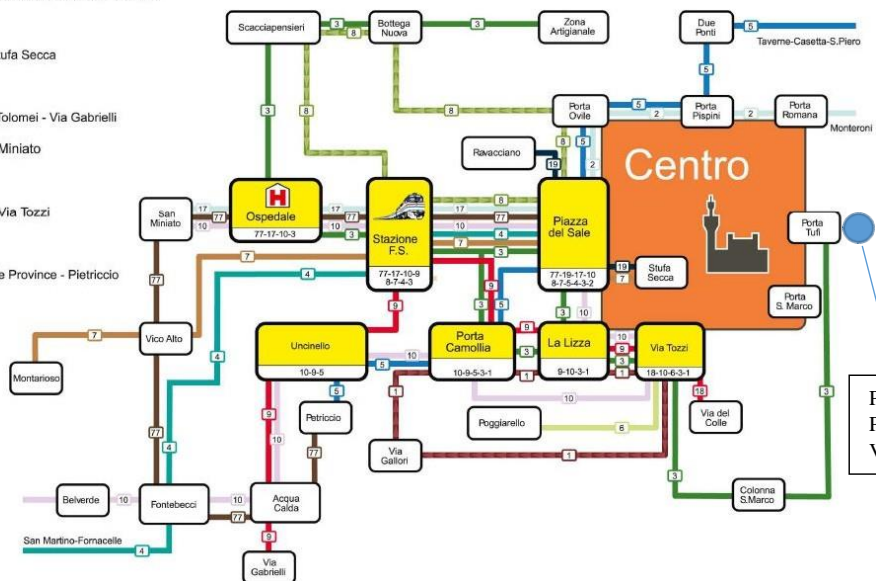 Scacciapensieri
3
8
Bottega
Nuova
3
Zona
Artigianale
Due
Ponti
5
Taverne-Casetta-S.Piero
tufa Secca
5
3
8
8
Porta
Ovile
5
2
Porta
Pispini
2
Porta
Romana
Monteroni
Tolomei - Via Gabrielli
Miniato
Ravacciano
19
8
5
2
Centro
Via Tozzi
San
Miniato
17
77
10
H
Ospedale
77-17-10-3
17
77
10
3
Stazione
F.S.
77-17-10-9
8-7-4-3
8
17
77
10
4
7
3
Piazza
del Sale
77-19-17-10
8-7-5-4-3-2
Porta
Tufi
e Province - Pietriccio
7
4
9
19
7
Stufa
Secca
77
9
3
5
3
10
Porta
S. Marco
7
Vico Alto
Montarioso
4
Uncinello
10-9-5
10
5
Porta
Camollia
10-9-5-3-1
9
3
1
La Lizza
9-10-3-1
10
9
3
1
Via Tozzi
18-10-6-3-1
3
5
1
10
18
Via del
Colle
Petriccio
Poggiarello
6
77
4
9
10
77
Via
Gallori
1
3
Colonna
S.Marco
Belverde
10
Fontebecci
10
77
Acqua
Calda
San Martino-Fornacelle
4
9
Via
Gabrielli